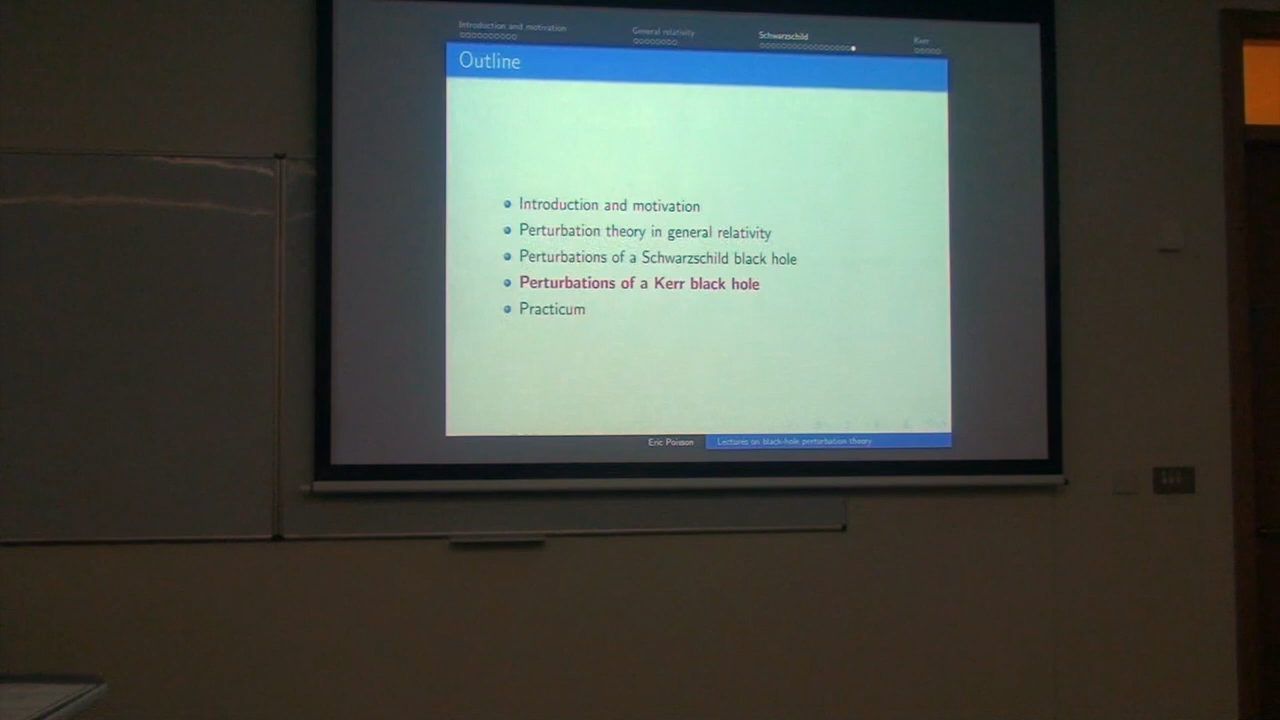 Introduction and motivation
General relativity
Schwarzschild
Kerr
Outline
Introduction and motivation
Perturbation theory in general relativity
Perturbations of a Schwarzschild black hole
Perturbations of a Kerr black hole
Practicum
Eric Poisson
Lectures on black-hole perturbation theory